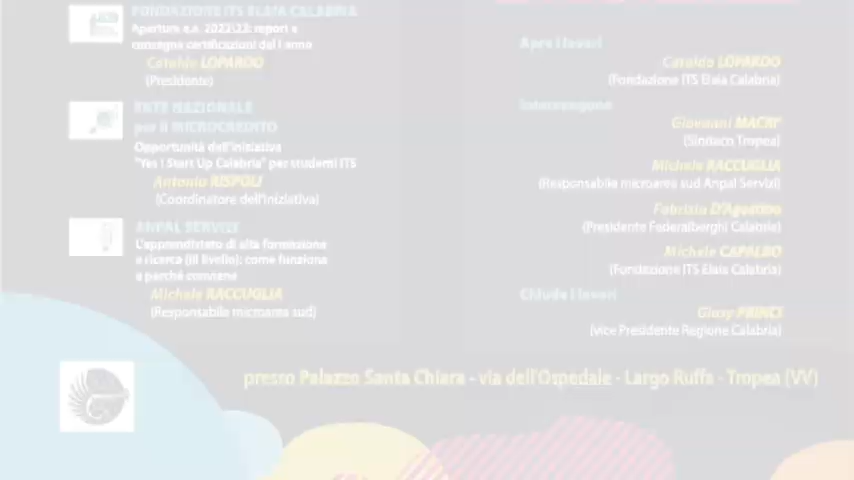 FONDAZIONE ITS ELAIA CALABRIA
Apertura a.a. 2022\23: report e
consegna certificazioni del I anno
Cataldo LOPARDO
(Presidente)
ENTE NAZIONALE
per il MICROCREDITO
Opportunità dell'iniziativa
"Yes I Start Up Calabria" per studenti ITS
Antonio RISPOLI
(Coordinatore dell'iniziativa)
ANPAL SERVIZI
L'apprendistato di alta formazione
e ricerca (III livello): come funziona
e perché conviene
Michele RACCUGLIA
(Responsabile microarea sud)
Apre i lavori
Cataldo LOPARDO
(Fondazione ITS Elaia Calabria)
Intervengono
Giovanni MACRI'
(Sindaco Tropea)
Michele RACCUGLIA
(Responsabile microarea sud Anpal Servizi)
Fabrizio D'Agostino
(Presidente Federalberghi Calabria)
Michele CAPALBO
(Fondazione ITS Elaia Calabria)
Chiude i lavori
Giusy PRINCI
(vice Presidente Regione Calabria)
presso Palazzo Santa Chiara - via dell'Ospedale - Largo Ruffa - Tropea (VV)